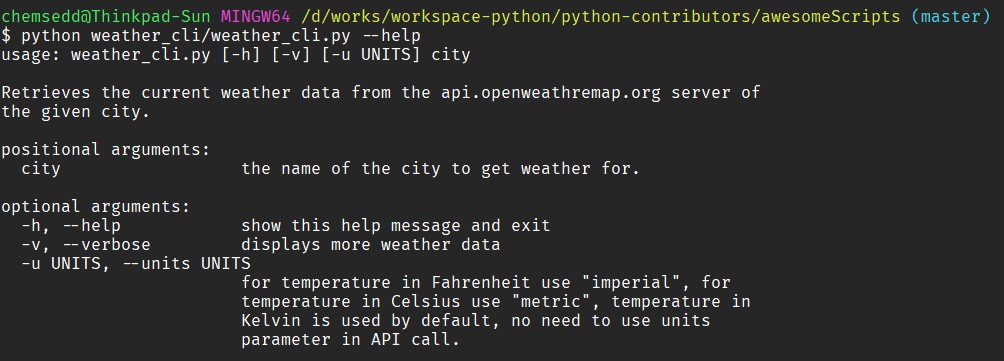 chemsedd@Thinkpad-Sun MINGW64 /d/works/workspace-python/python-contributors/awesomeScripts (master)
$ python weather_cli/weather_cli.py --help
usage: weather_cli.py [-h] [-v] [-u UNITS] city

Retrieves the current weather data from the api.openweathremap.org server of
the given city.

positional arguments:
  city                  the name of the city to get weather for.

optional arguments:
  -h, --help            show this help message and exit
  -v, --verbose         displays more weather data
  -u UNITS, --units UNITS
                        for temperature in Fahrenheit use "imperial", for
                        temperature in Celsius use "metric", temperature in
                        Kelvin is used by default, no need to use units
                        parameter in API call.